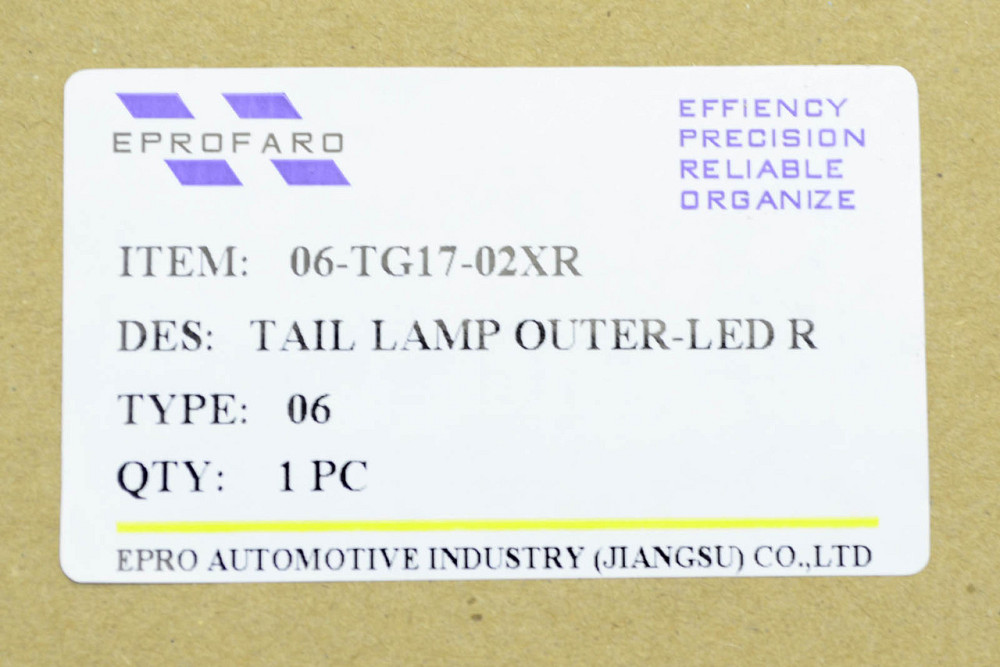 EPROFARO
EFFIENCY
PRECISION
RELIABLE
ORGANIZE
ITEM: 06-TG17-02XR
DES: TAIL LAMP OUTER-LED R
TYPE: 06
QTY: 1 PC
EPRO AUTOMOTIVE INDUSTRY (JIANGSU) CO.,LTD